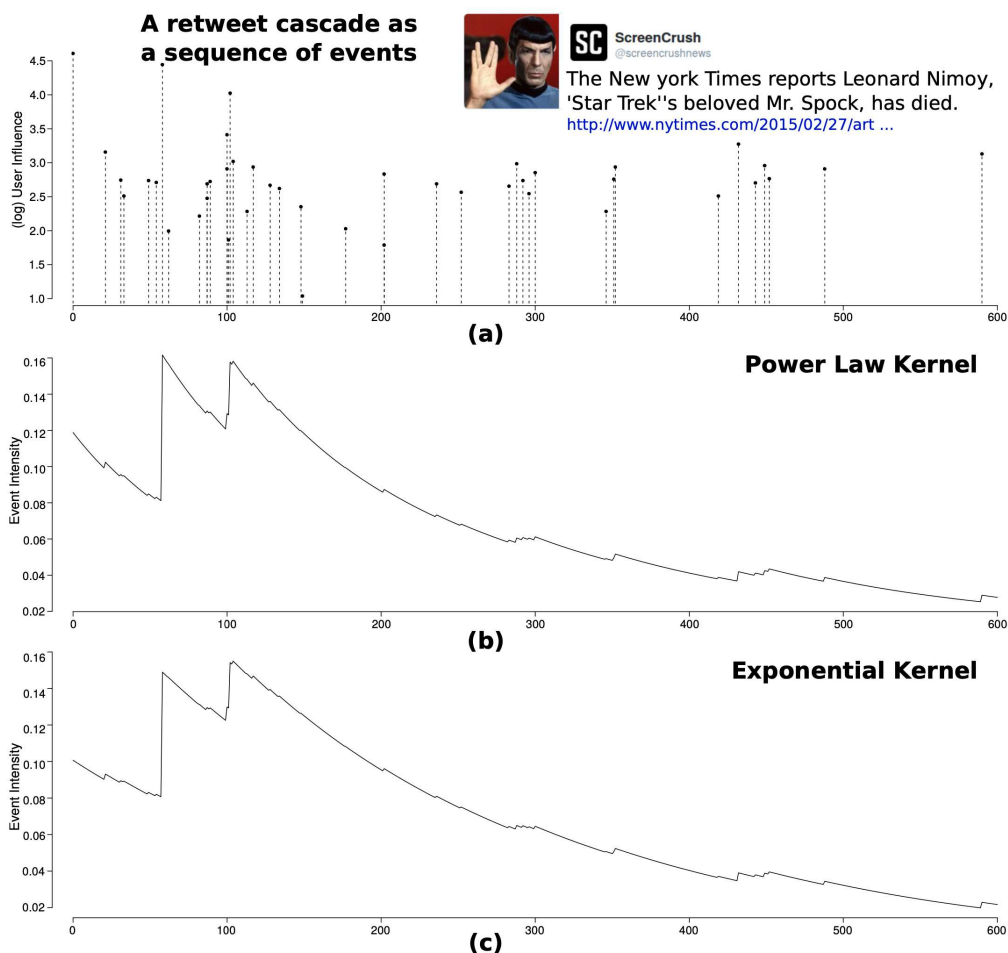 A retweet cascade as
a sequence of events
SC
ScreenCrush
@screencrushnews
The New york Times reports Leonard Nimoy,
'Star Trek''s beloved Mr. Spock, has died.
http://www.nytimes.com/2015/02/27/art ...
(log) User Influence
4.5
4.0
3.5
3.0
2.5
2.0
1.5
1.0
0 100 200 300 400 500 600
(a)
Power Law Kernel
Event Intensity
0.16
0.14
0.12
0.10
0.08
0.06
0.04
0.02
0 100 200 300 400 500 600
(b)
Exponential Kernel
Event Intensity
0.16
0.14
0.12
0.10
0.08
0.06
0.04
0.02
0 100 200 300 400 500 600
(c)